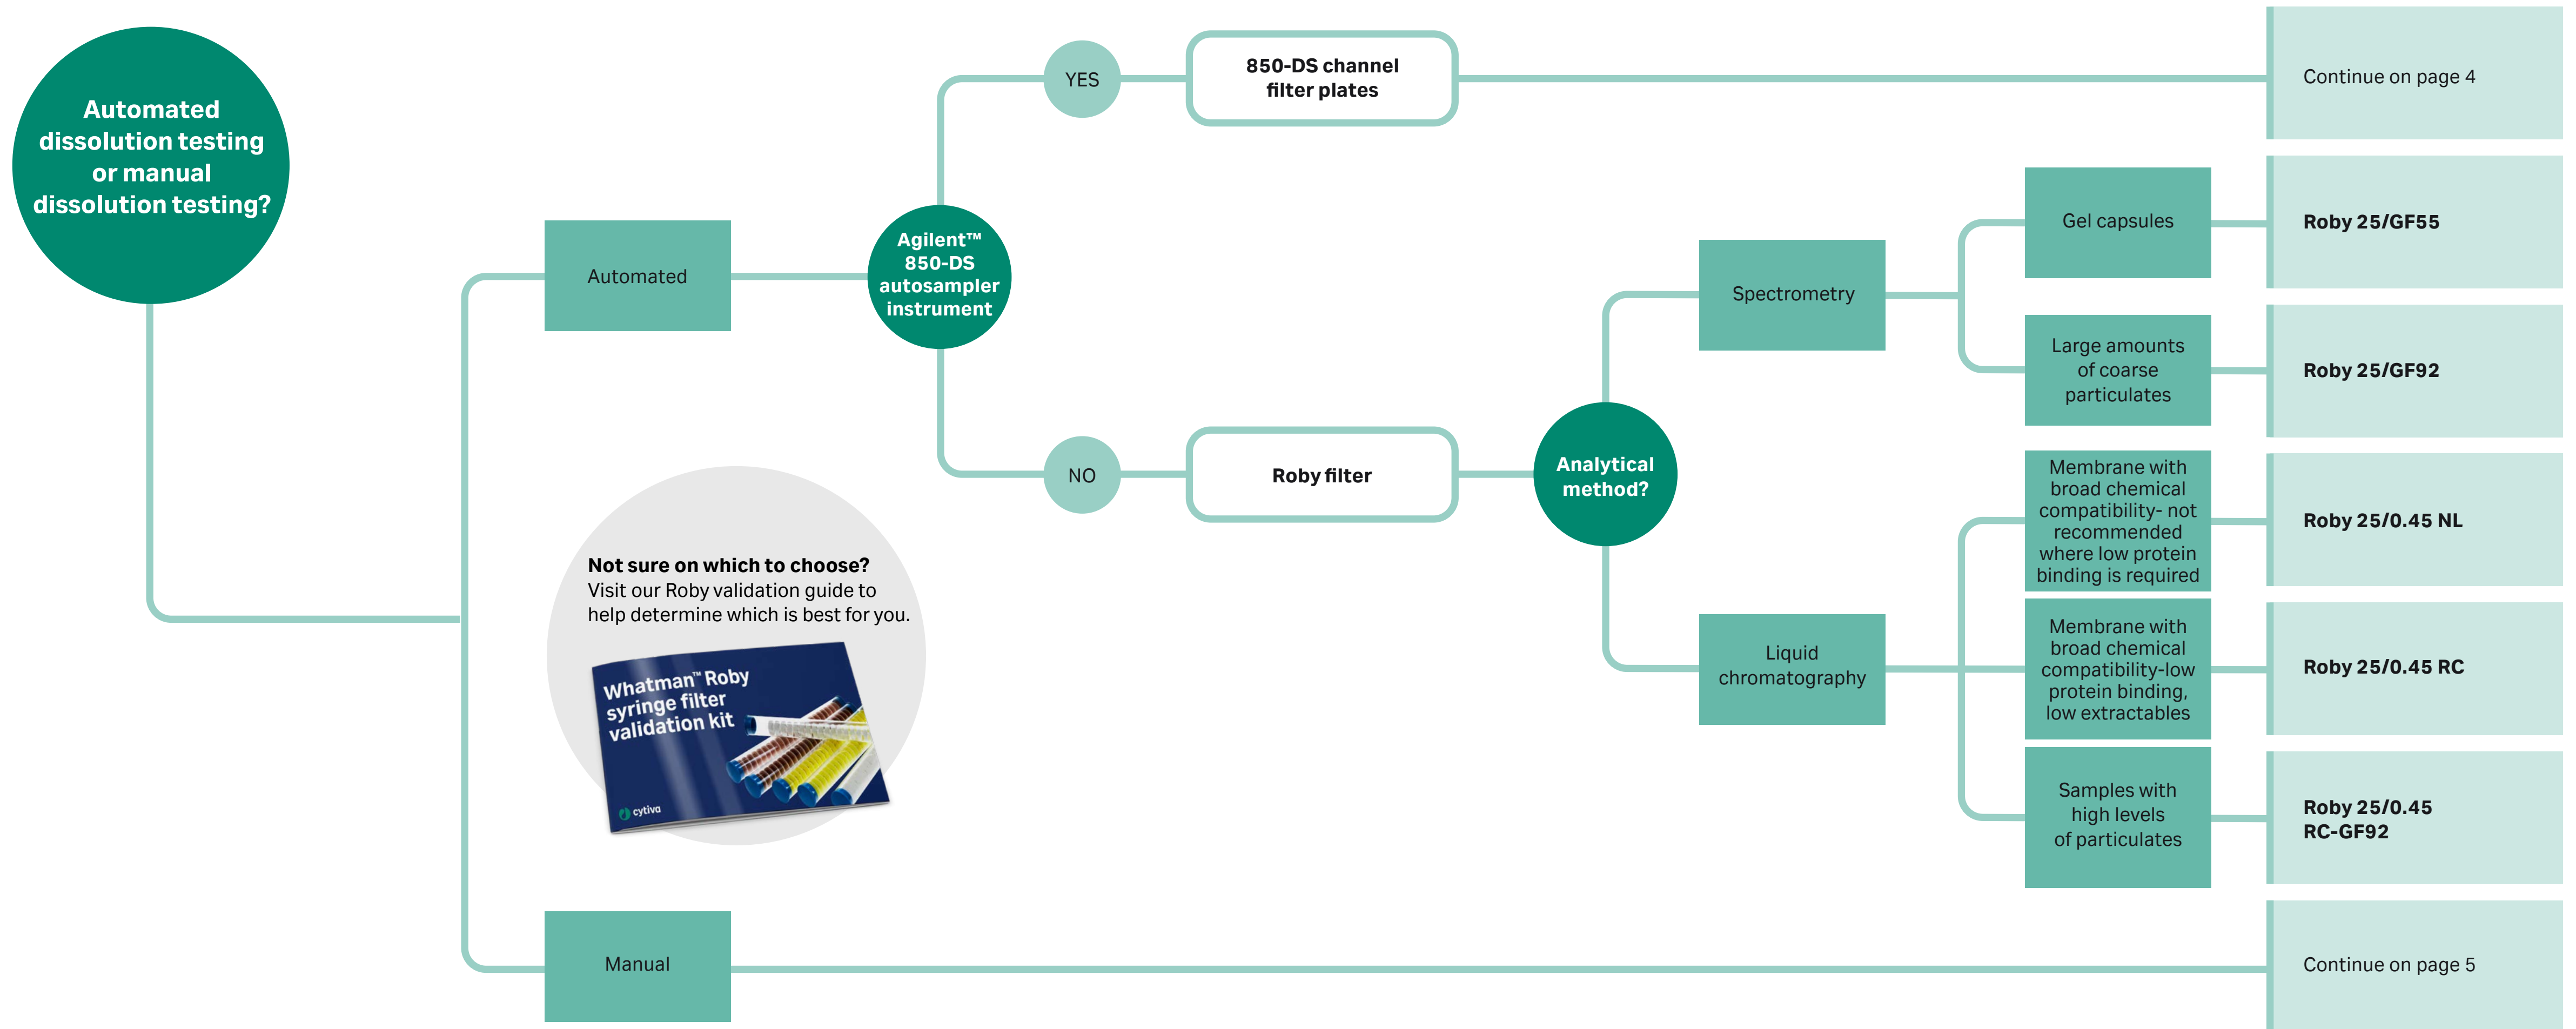 Automated
dissolution testing
or manual
dissolution testing?
Automated
Agilent™
850-DS
autosampler
instrument
YES
850-DS channel
filter plates
Continue on page 4
NO
Roby filter
Analytical
method?
Spectrometry
Gel capsules
Roby 25/GF55
Large amounts
of coarse
particulates
Roby 25/GF92
Liquid
chromatography
Membrane with
broad chemical
compatibility- not
recommended
where low protein
binding is required
Roby 25/0.45 NL
Membrane with
broad chemical
compatibility-low
protein binding,
low extractables
Roby 25/0.45 RC
Samples with
high levels
of particulates
Roby 25/0.45
RC-GF92
Not sure on which to choose?
Visit our Roby validation guide to
help determine which is best for you.
Whatman™ Roby
syringe filter
validation kit
cytiva
Manual
Continue on page 5